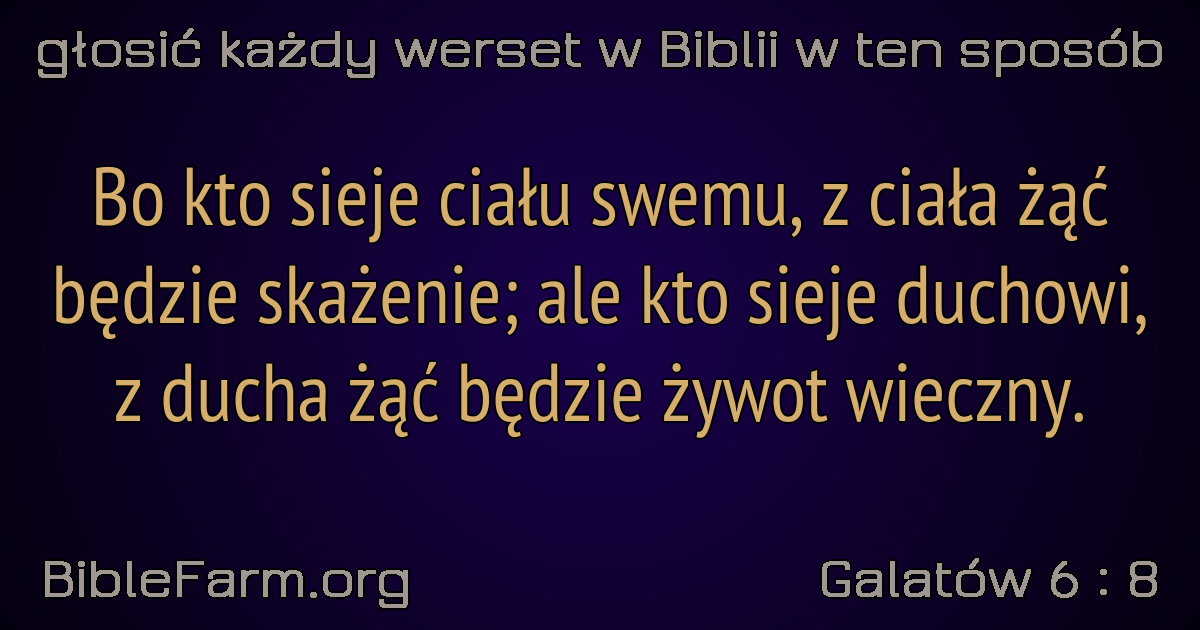 głosić każdy werset w Biblii w ten sposób
Bo kto sieje ciału swemu, z ciała żąć
będzie skażenie; ale kto sieje duchowi,
z ducha żąć będzie żywot wieczny.
BibleFarm.org
Galatów 6 : 8